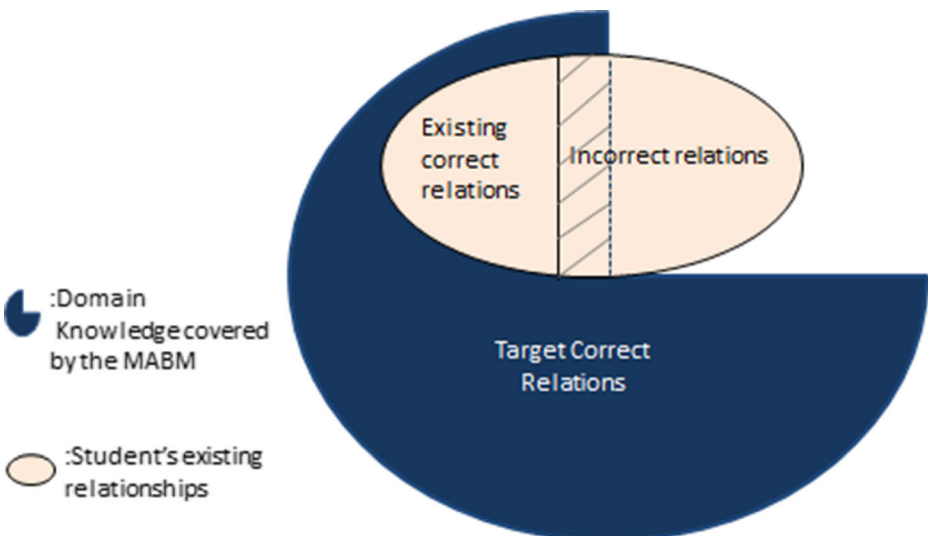 Existing
correct
relations
Incorrect relations
Target Correct
Relations
:Domain
Knowledge covered
by the MABM
:Student's existing
relationships